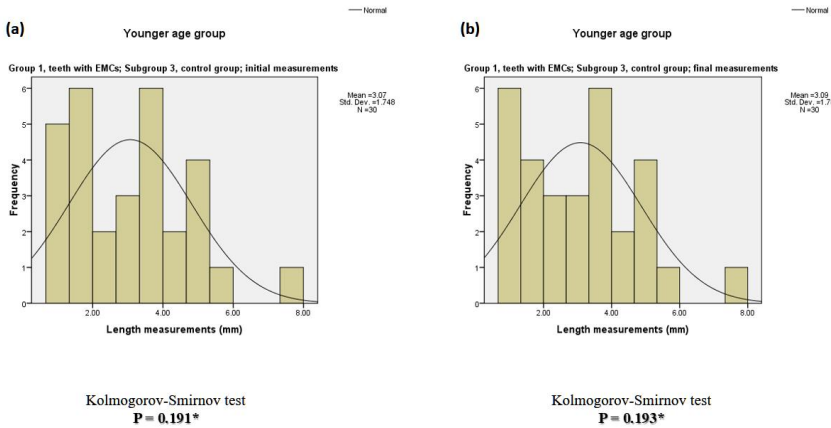 (a)
Normal
Younger age group
Group 1, teeth with EMCs; Subgroup 3, control group; initial measurements
Mean =3.07
Std. Dev. =1.748
N =30
Frequency
6
5
4
3
2
1
0
2.00 4.00 6.00 8.00
Length measurements (mm)
Kolmogorov-Smirnov test
P = 0.191*
(b)
Normal
Younger age group
Group 1, teeth with EMCs; Subgroup 3, control group; final measurements
Mean =3.09
Std. Dev. =1.7
N =30
Frequency
6
5
4
3
2
1
0
2.00 4.00 6.00 8.00
Length measurements (mm)
Kolmogorov-Smirnov test
P = 0.193*